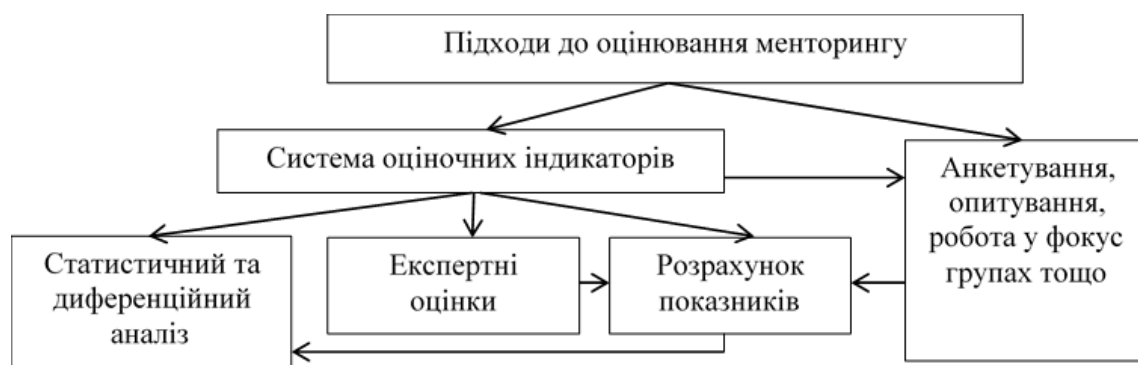 Підходи до оцінювання менторингу
Система оціночних індикаторів
Анкетування,
опитування,
робота у фокус
групах тощо
Статистичний та
диференційний
аналіз
Експертні
оцінки
Розрахунок
показників